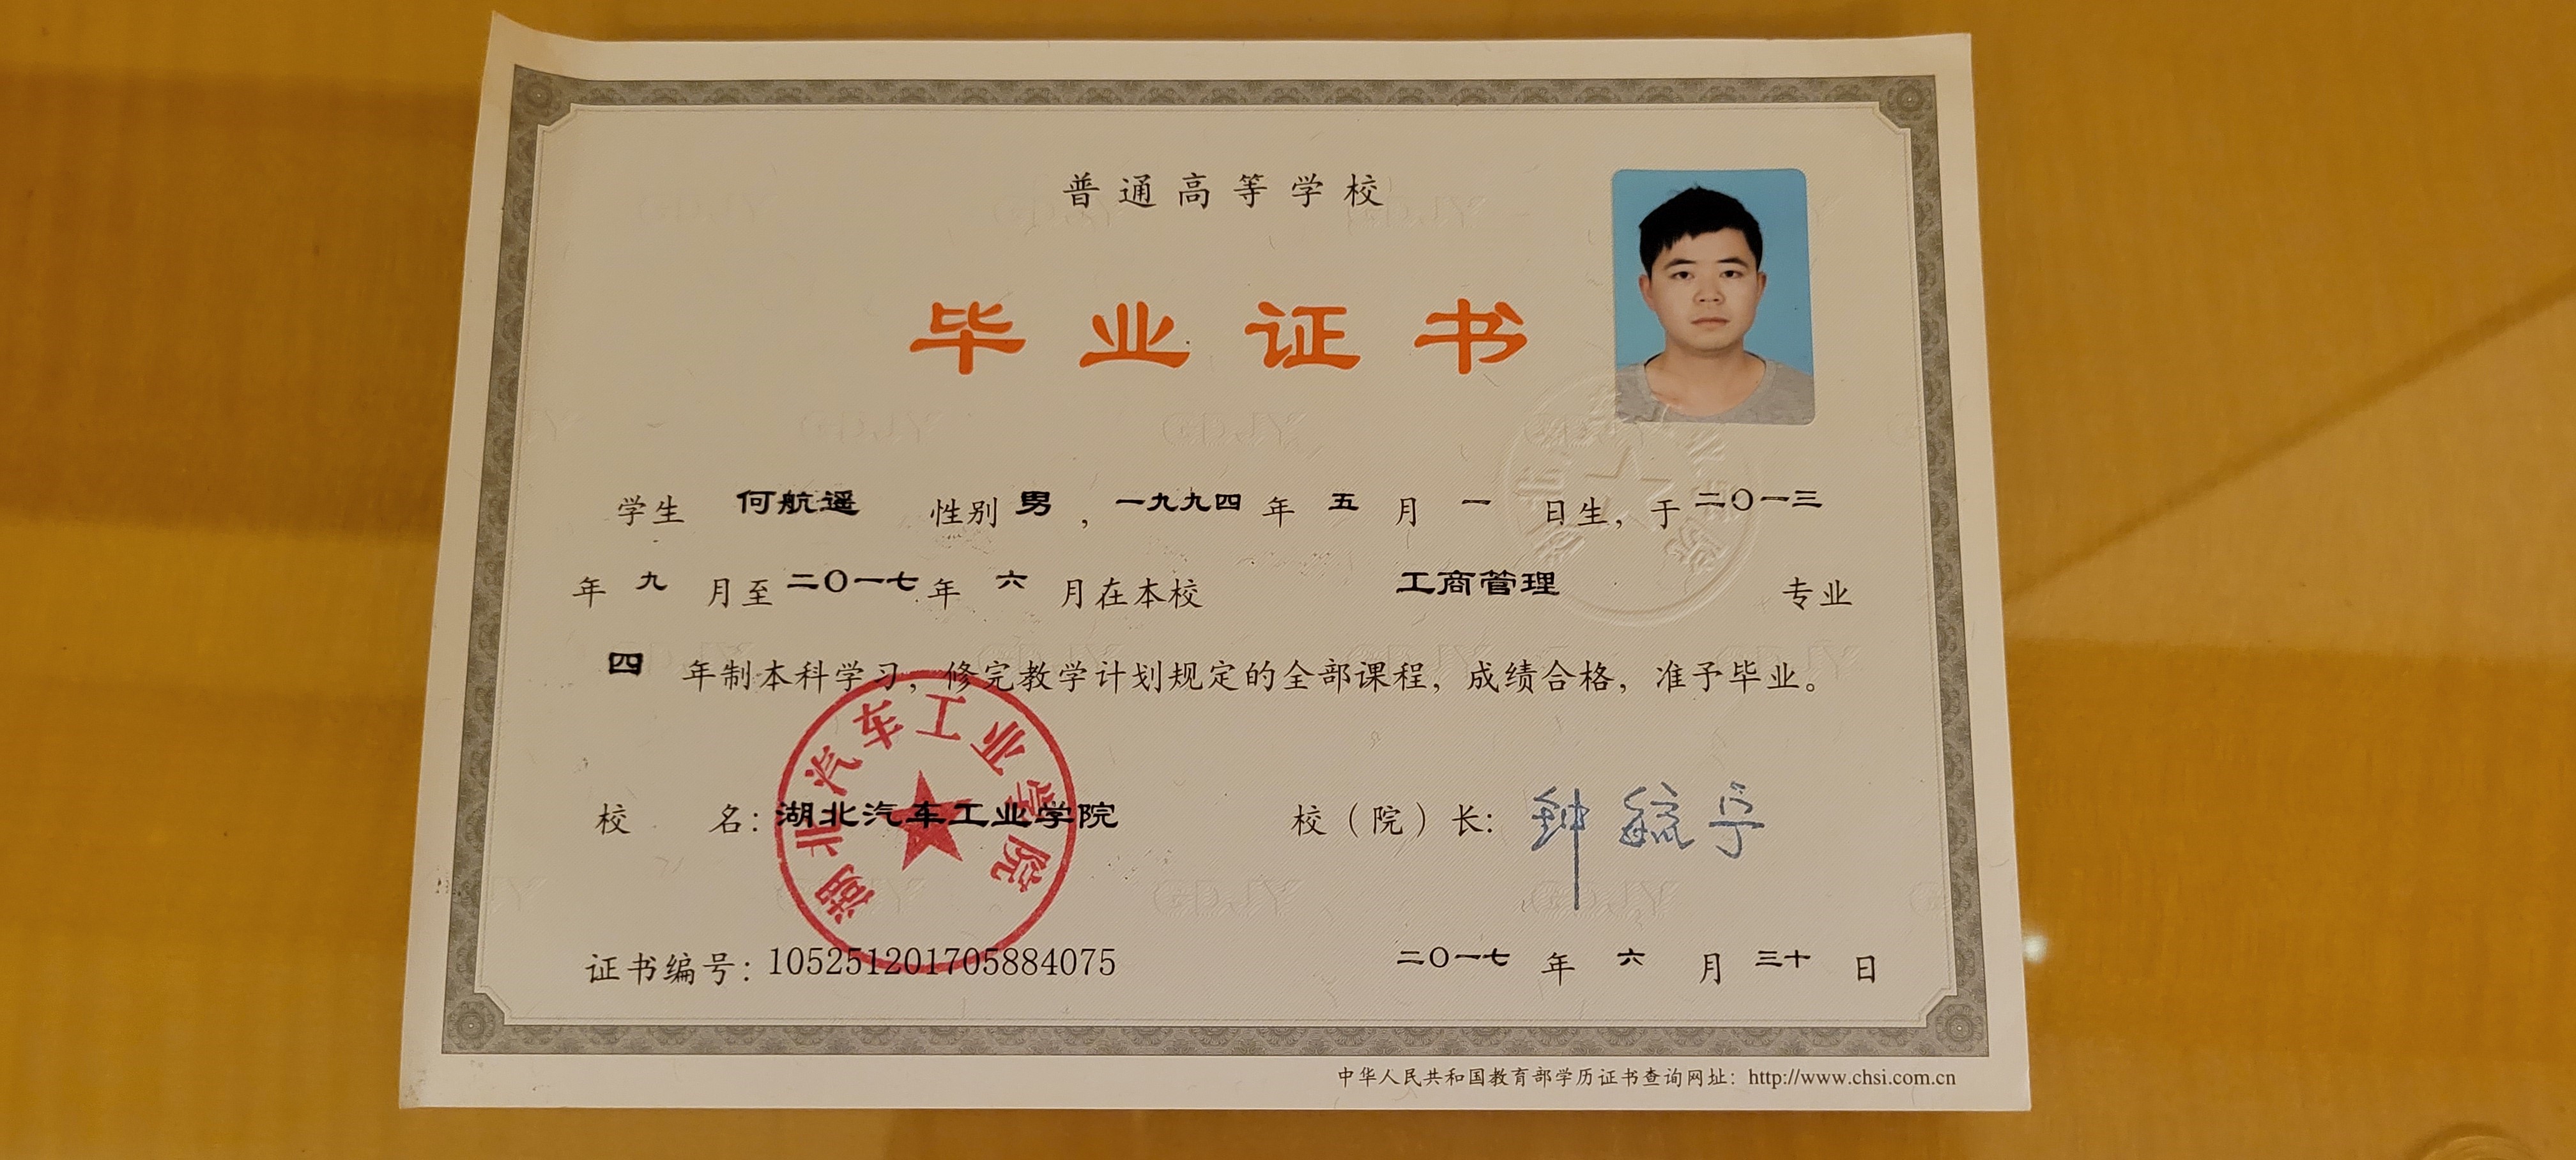 普通高等学校
毕业证书
学生 何航遥 性别 男 ，一九九四 年 五 月 一 日生，于 二〇一三
年 九 月至 二〇一七 年 六 月在本校 工商管理 专业
四 年制本科学习，修完教学计划规定的全部课程，成绩合格，准予毕业。
校 名：湖北汽车工业学院 校（院）长：钟毓宁
湖北汽车工业学院
证书编号：105251201705884075 二〇一七 年 六 月 三十 日
中华人民共和国教育部学历证书查询网址：http://www.chsi.com.cn